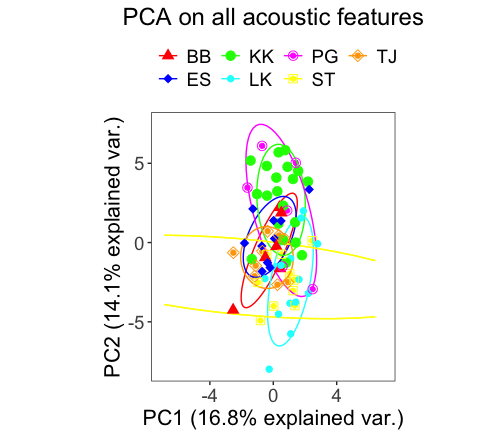 PCA on all acoustic features
BB KK PG TJ
ES LK ST
PC2 (14.1% explained var.)
5
0
-5
-4 0 4
PC1 (16.8% explained var.)